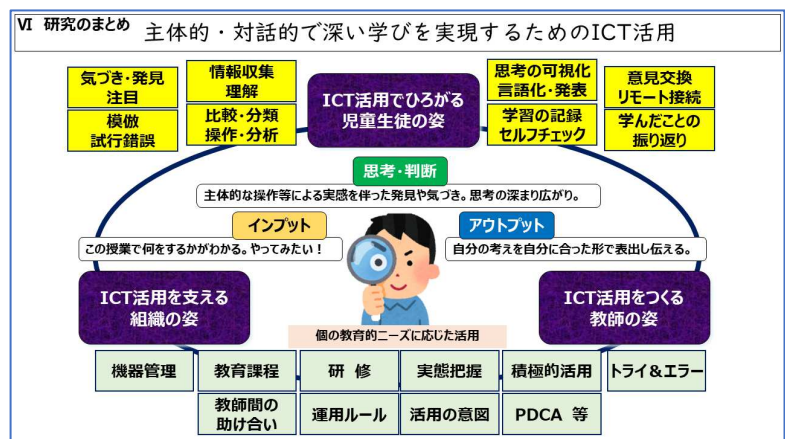 Ⅵ 研究のまとめ
主体的・対話的で深い学びを実現するためのICT活用
気づき・発見
注目
情報収集
理解
模倣
試行錯誤
比較・分類
操作・分析
ICT活用でひろがる
児童生徒の姿
思考の可視化
言語化・発表
意見交換
リモート接続
学習の記録
セルフチェック
学んだことの
振り返り
思考・判断
主体的な操作等による実感を伴った発見や気づき。思考の深まり広がり。
インプット
この授業で何をするかがわかる。やってみたい！
アウトプット
自分の考えを自分に合った形で表出し伝える。
ICT活用を支える
組織の姿
ICT活用をつくる
教師の姿
個の教育的ニーズに応じた活用
機器管理
教育課程
研 修
実態把握
積極的活用
トライ＆エラー
教師間の
助け合い
運用ルール
活用の意図
PDCA 等